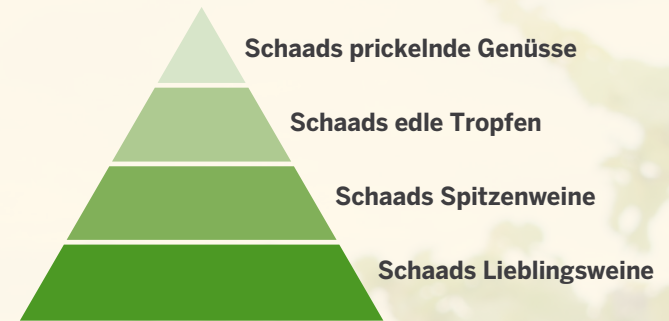 Schaads prickelnde Genüsse
Schaads edle Tropfen
Schaads Spitzenweine
Schaads Lieblingsweine